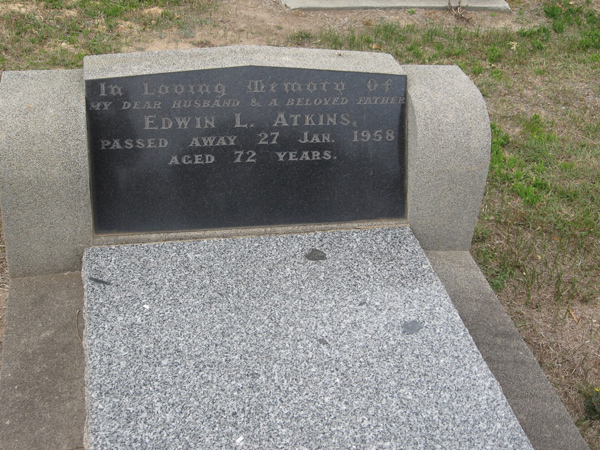 In Loving Memory Of
MY DEAR HUSBAND & A BELOVED FATHER
EDWIN L. ATKINS,
PASSED AWAY 27 JAN. 1958
AGED 72 YEARS.